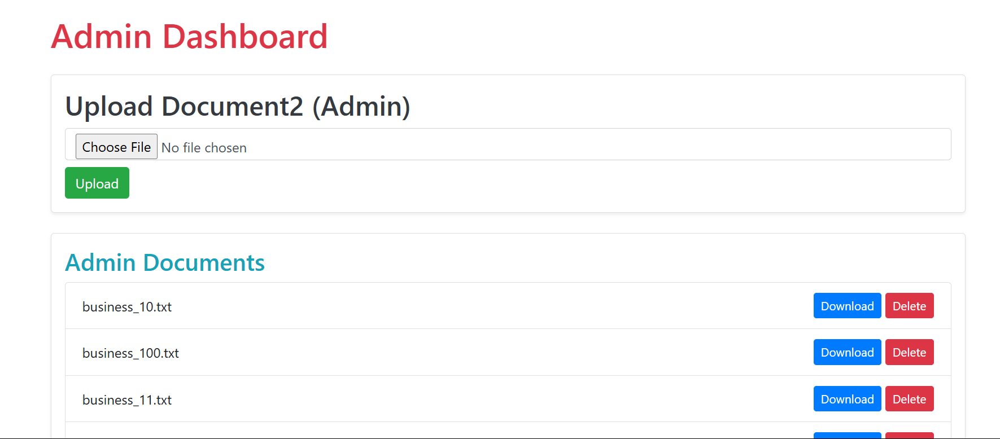 Admin Dashboard
Upload Document2 (Admin)
Choose File No file chosen
Upload
Admin Documents
business_10.txt Download Delete
business_100.txt Download Delete
business_11.txt Download Delete